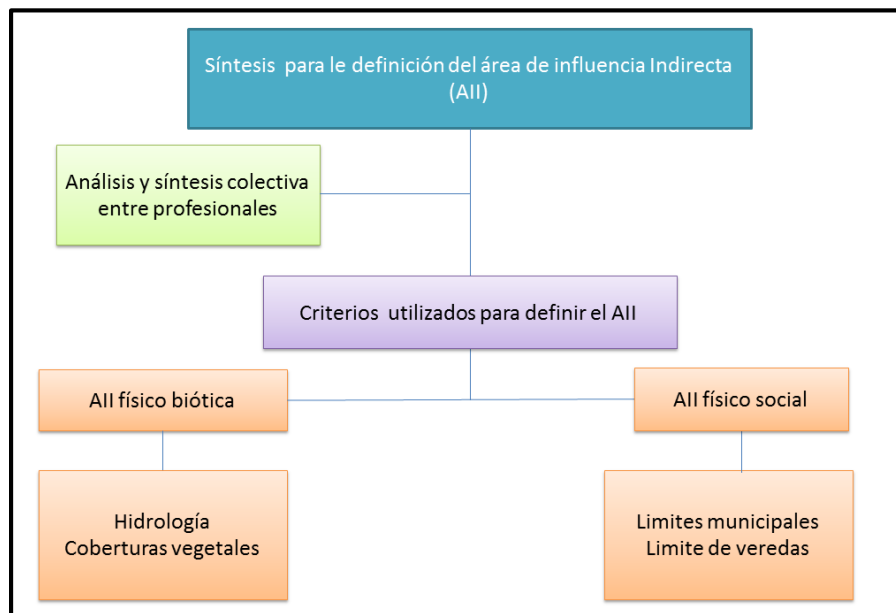 Síntesis para le definición del área de influencia Indirecta
(AII)
Análisis y síntesis colectiva
entre profesionales
Criterios utilizados para definir el AII
AII físico biótica
AII físico social
Hidrología
Coberturas vegetales
Limites municipales
Limite de veredas